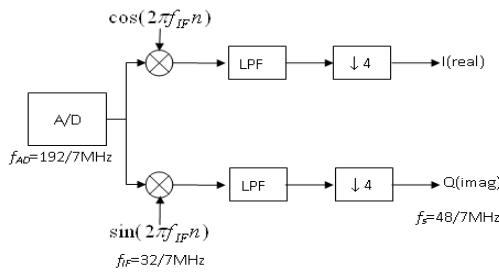 cos(2πf_IF n)
LPF
↓ 4
I(real)
A/D
f_AD=192/7MHz
LPF
↓ 4
Q(imag)
sin(2πf_IF n)
f_s=48/7MHz
f_IF=32/7MHz